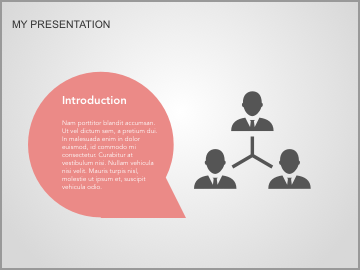 MY PRESENTATION
Introduction
Nam porttitor blandit accumsan.
Ut vel dictum sem, a pretium dui.
In malesuada enim in dolor
euismod, id commodo mi
consectetur. Curabitur at
vestibulum nisi. Nullam vehicula
nisi velit. Mauris turpis nisl,
molestie ut ipsum et, suscipit
vehicula odio.